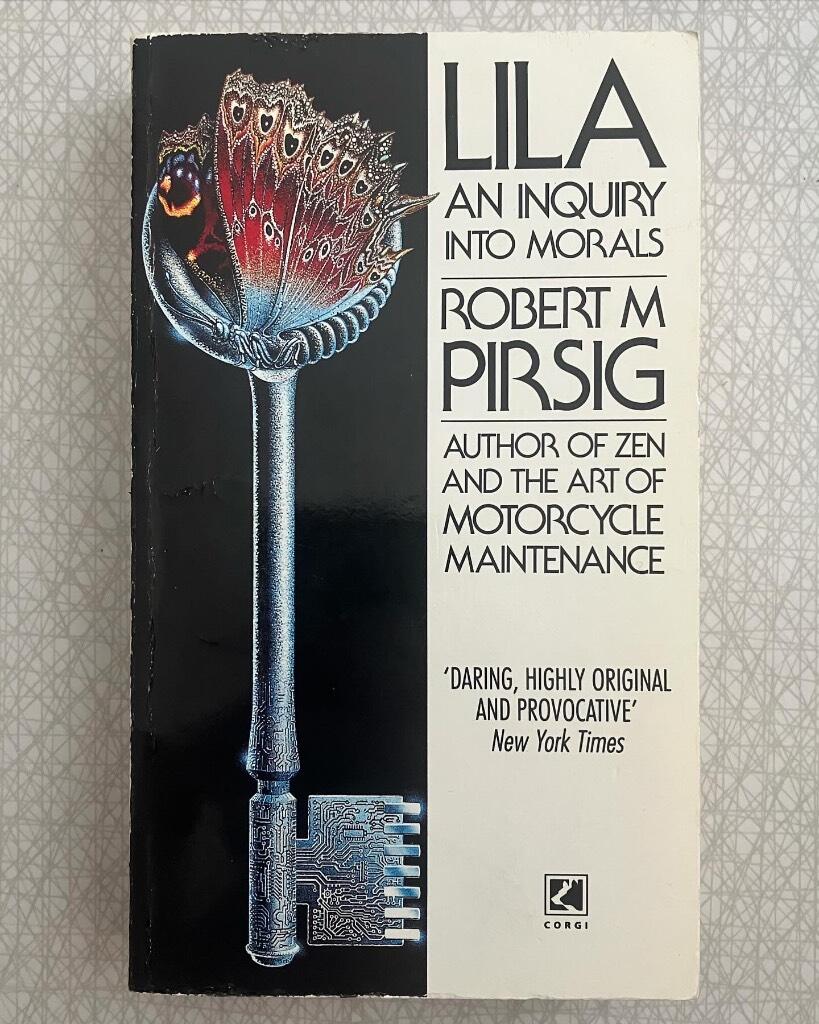 LILA
AN INQUIRY
INTO MORALS
ROBERT M
PIRSIG
AUTHOR OF ZEN
AND THE ART OF
MOTORCYCLE
MAINTENANCE
'DARING, HIGHLY ORIGINAL
AND PROVOCATIVE'
New York Times
CORGI